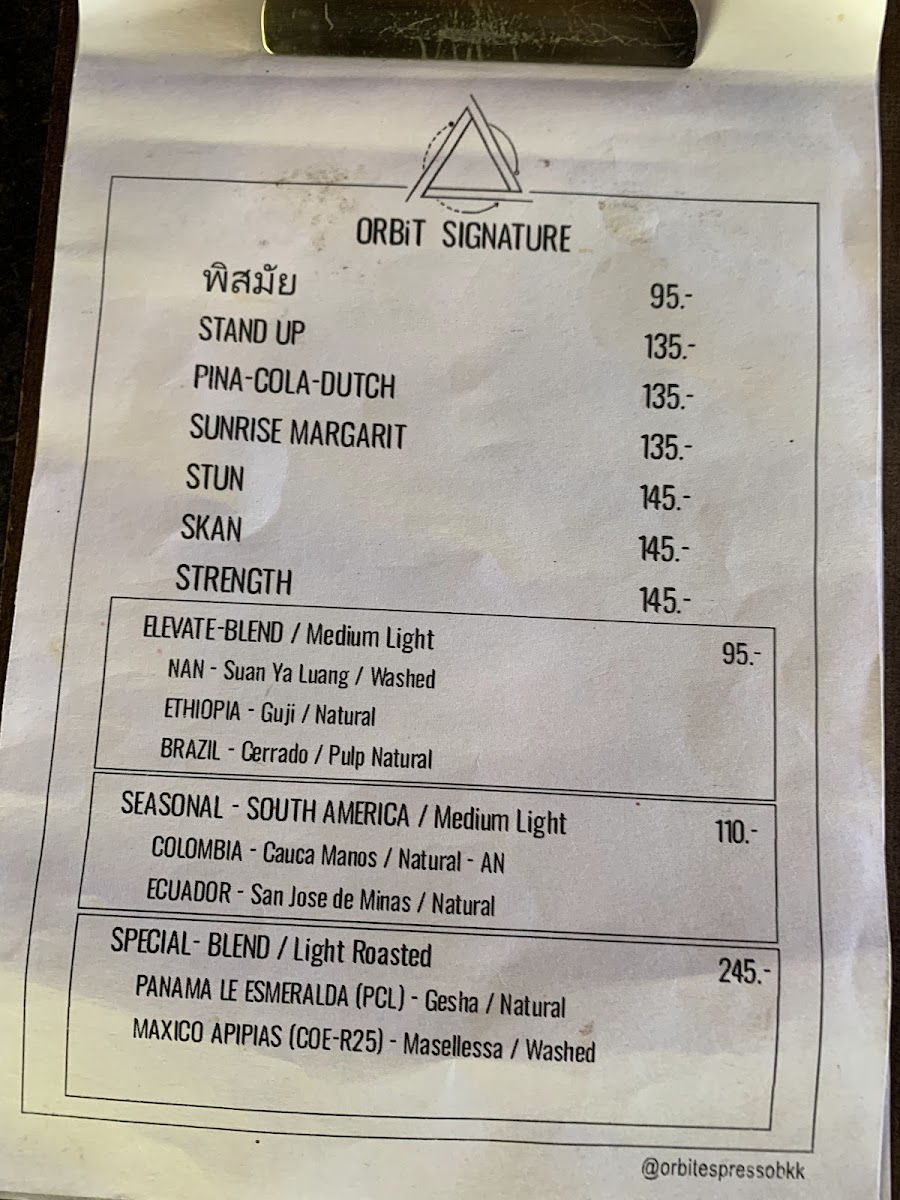 ORBiT SIGNATURE
พิสมัย 95.-
STAND UP 135.-
PINA-COLA-DUTCH 135.-
SUNRISE MARGARIT 135.-
STUN 145.-
SKAN 145.-
STRENGTH 145.-
ELEVATE-BLEND / Medium Light 95.-
NAN - Suan Ya Luang / Washed
ETHIOPIA - Guji / Natural
BRAZIL - Cerrado / Pulp Natural
SEASONAL - SOUTH AMERICA / Medium Light 110.-
COLOMBIA - Cauca Manos / Natural - AN
ECUADOR - San Jose de Minas / Natural
SPECIAL- BLEND / Light Roasted 245.-
PANAMA LE ESMERALDA (PCL) - Gesha / Natural
MAXICO APIPIAS (COE-R25) - Masellessa / Washed
@orbitespressobkk